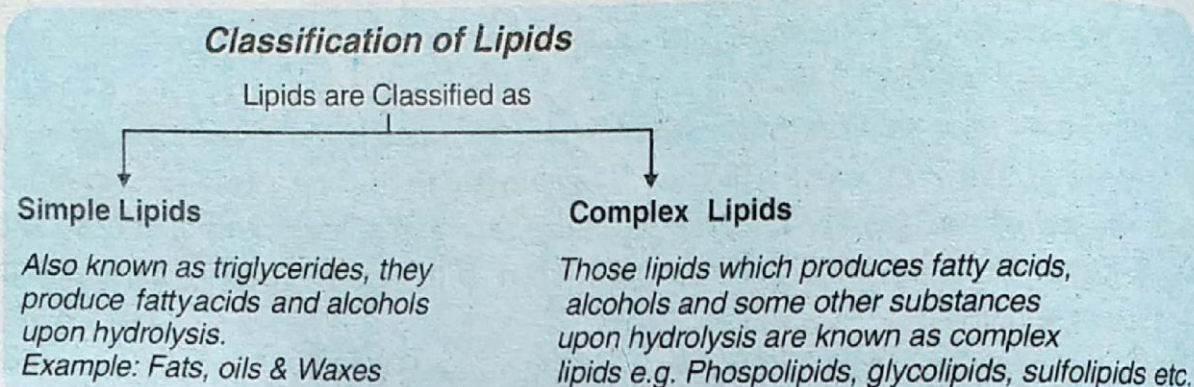 Classification of Lipids
Lipids are Classified as
Simple Lipids
Also known as triglycerides, they
produce fattyacids and alcohols
upon hydrolysis.
Example: Fats, oils & Waxes
Complex Lipids
Those lipids which produces fatty acids,
alcohols and some other substances
upon hydrolysis are known as complex
lipids e.g. Phospolipids, glycolipids, sulfolipids etc.